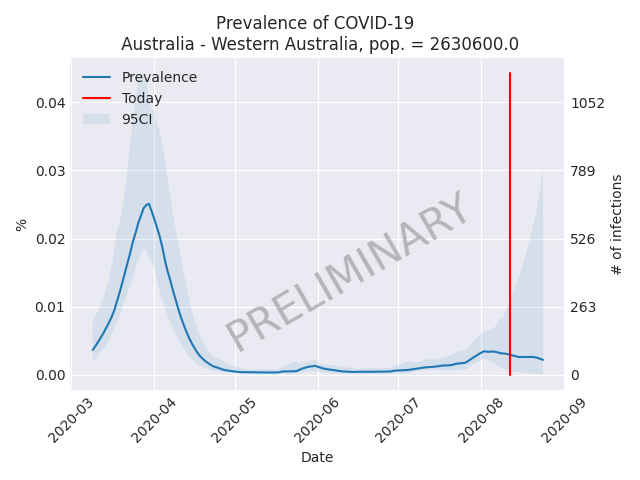 Prevalence of COVID-19
Australia - Western Australia, pop. = 2630600.0
Prevalence
Today
95CI
0.04
0.03
0.02
0.01
0.00
%
1052
789
526
263
0
# of infections
PRELIMINARY
2020-03
2020-04
2020-05
2020-06
2020-07
2020-08
2020-09
Date